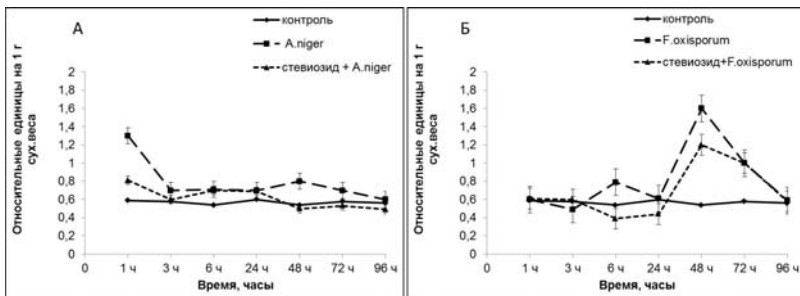 А
контроль
A.niger
стевиозид + A.niger
Относительные единицы на 1 г
сух.веса
2
1,8
1,6
1,4
1,2
1
0,8
0,6
0,4
0,2
0
0 1 ч 3 ч 6 ч 24 ч 48 ч 72 ч 96 ч
Время, часы
Б
контроль
F.oxisporum
стевиозид+F.oxisporum
Относительные единицы на 1 г
сух.веса
2
1,8
1,6
1,4
1,2
1
0,8
0,6
0,4
0,2
0
0 1 ч 3 ч 6 ч 24 ч 48 ч 72 ч 96 ч
Время, часы